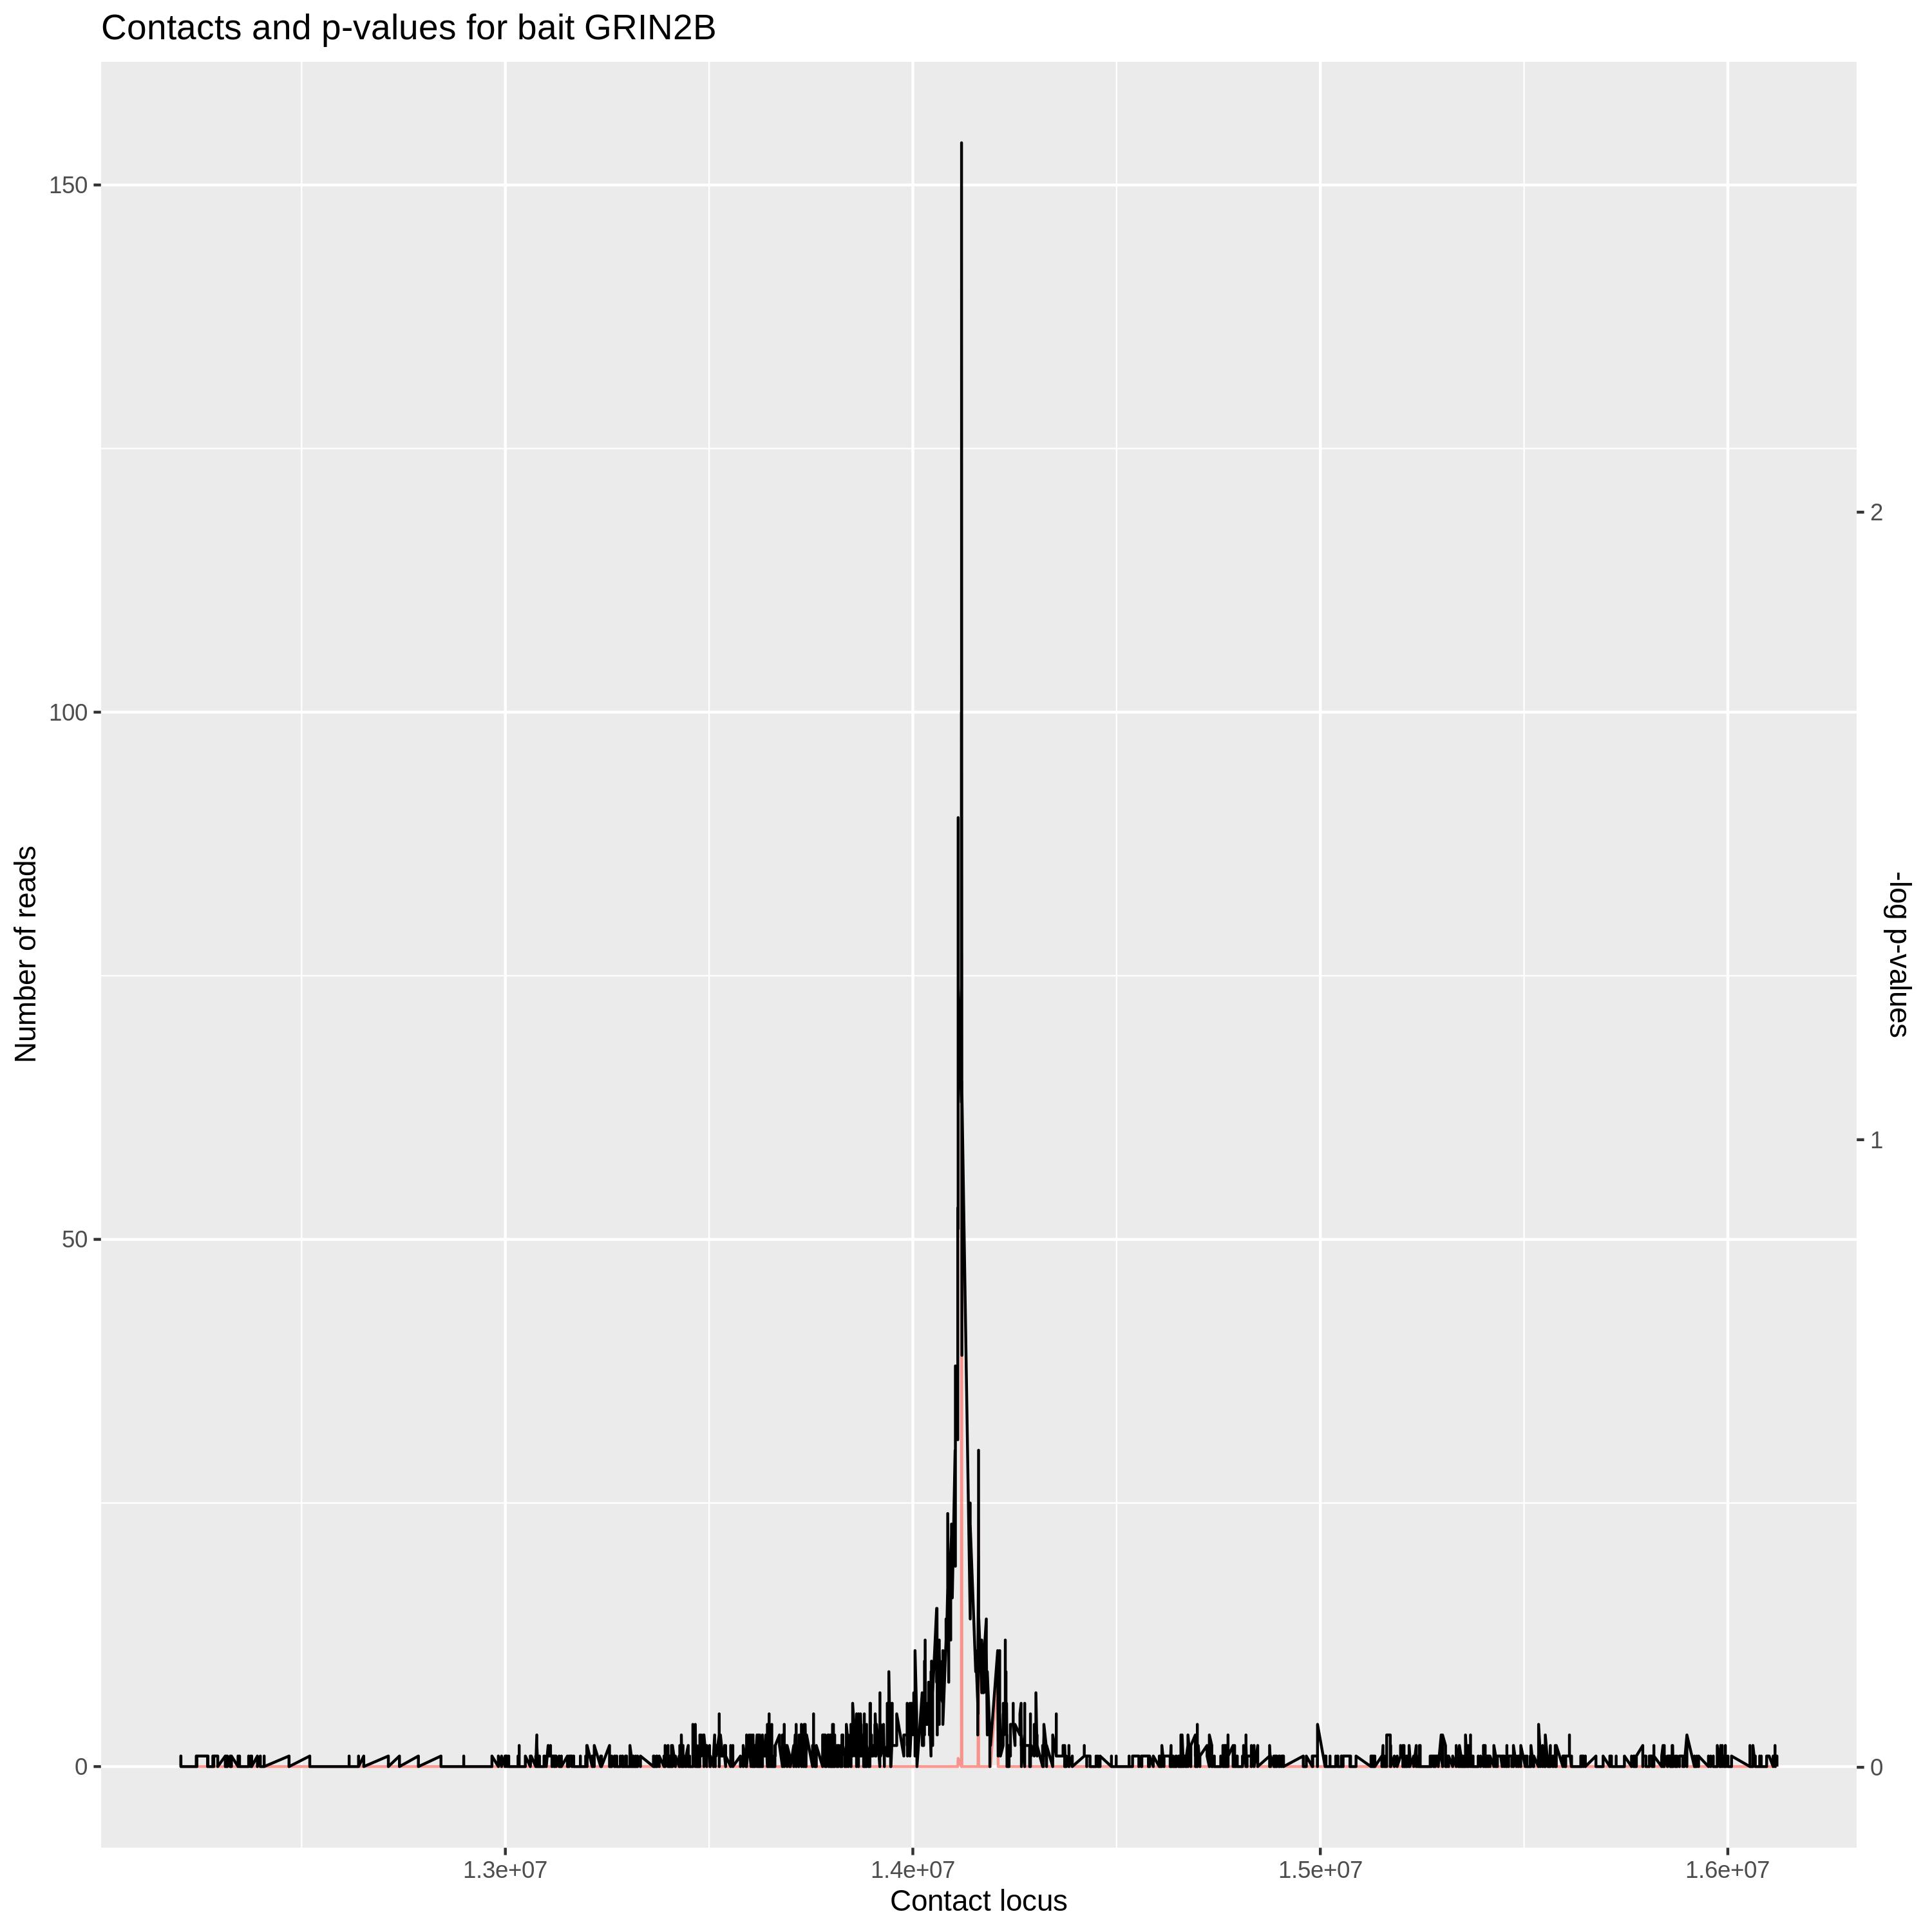 Contacts and p-values for bait GRIN2B
Number of reads
150
100
50
0
2
1
0
-log p-values
1.3e+07 1.4e+07 1.5e+07 1.6e+07
Contact locus